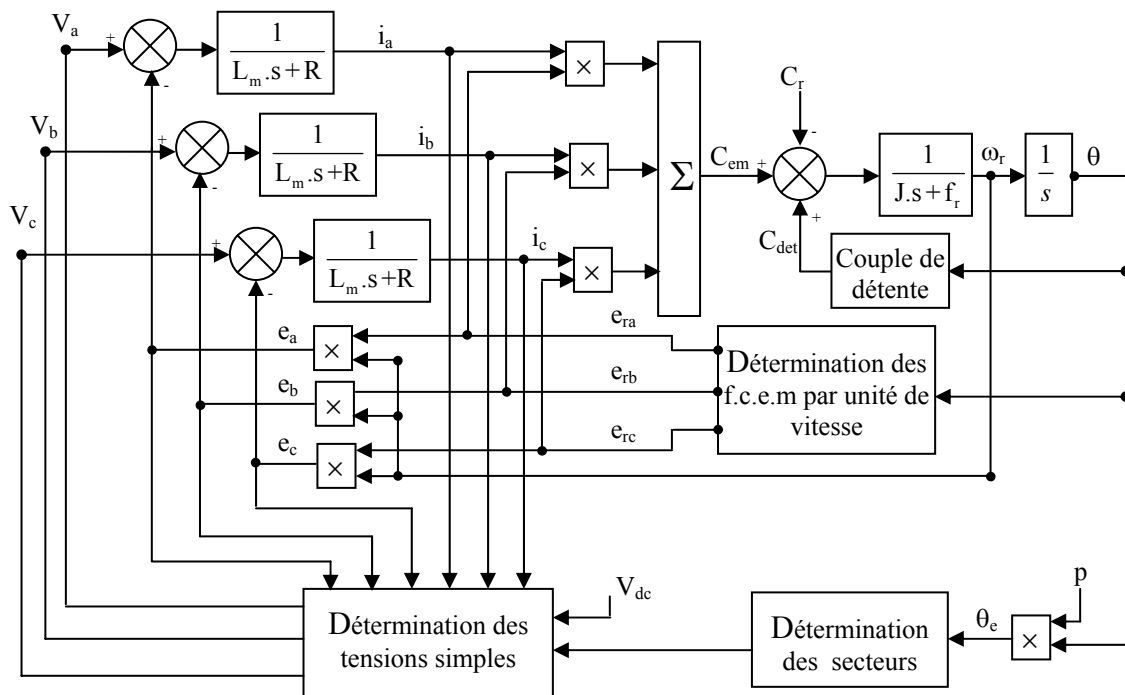 V_a
+
-
1
L_m.s+R
i_a
×
V_b
+
-
1
L_m.s+R
i_b
×
V_c
+
-
1
L_m.s+R
i_c
×
Σ
C_em
+
C_r
-
+
C_det
1
J.s+f_r
ω_r
1
s
θ
Couple de
détente
e_a
×
e_b
×
e_c
×
e_ra
e_rb
e_rc
Détermination des
f.c.e.m par unité de
vitesse
Détermination des
tensions simples
V_dc
Détermination
des secteurs
θ_e
×
p